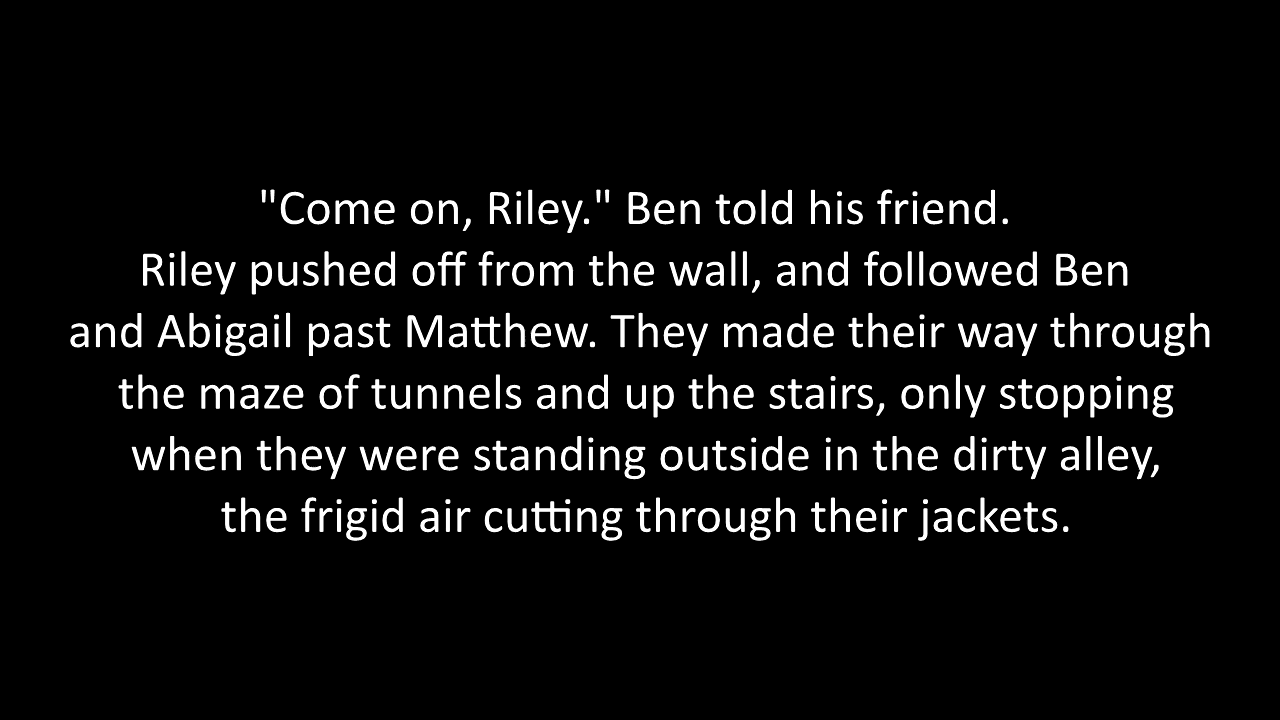 "Come on, Riley." Ben told his friend.
Riley pushed off from the wall, and followed Ben
and Abigail past Matthew. They made their way through
the maze of tunnels and up the stairs, only stopping
when they were standing outside in the dirty alley,
the frigid air cutting through their jackets.